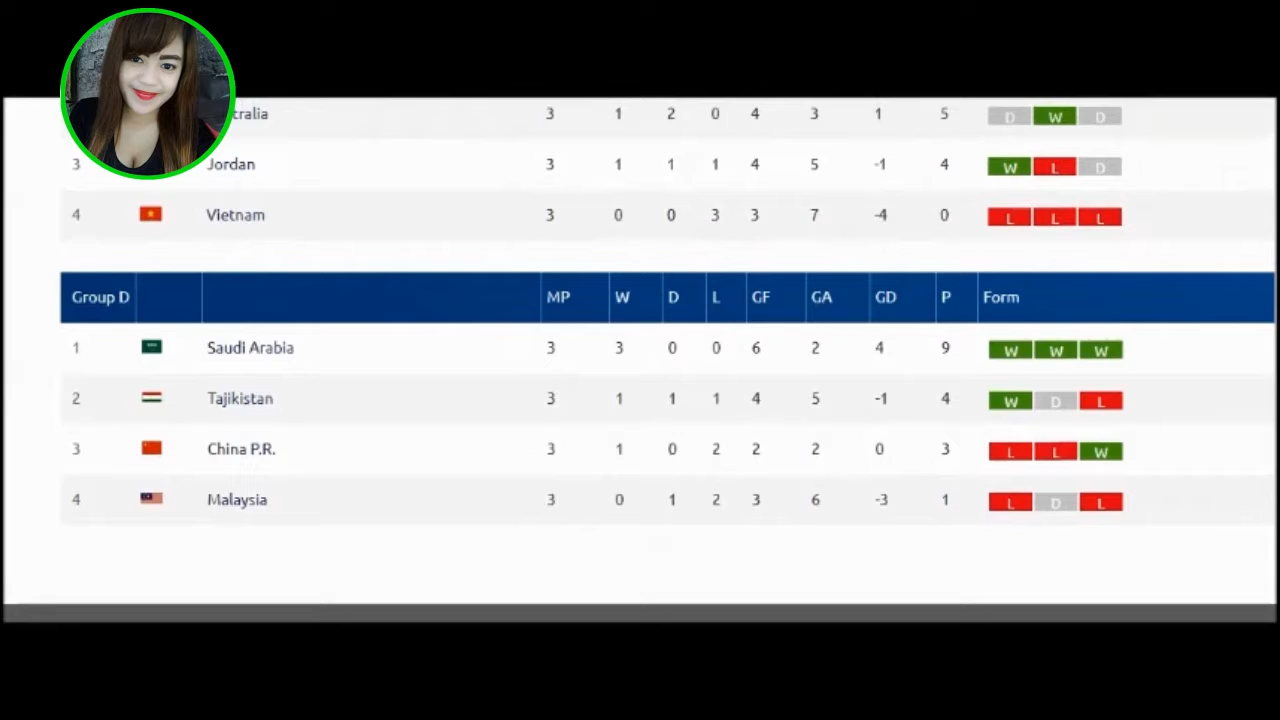 tralia 3 1 2 0 4 3 1 5 D W D
3 Jordan 3 1 1 1 4 5 -1 4 W L D
4 Vietnam 3 0 0 3 3 7 -4 0 L L L
Group D MP W D L GF GA GD P Form
1 Saudi Arabia 3 3 0 0 6 2 4 9 W W W
2 Tajikistan 3 1 1 1 4 5 -1 4 W D L
3 China P.R. 3 1 0 2 2 2 0 3 L L W
4 Malaysia 3 0 1 2 3 6 -3 1 L D L